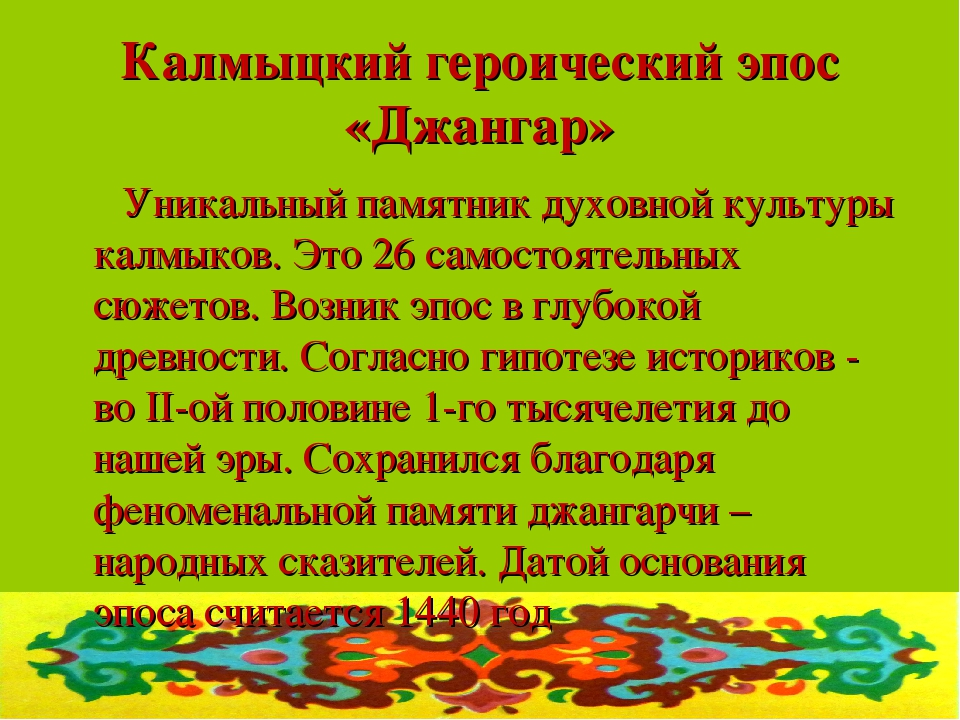 Калмыцкий героический эпос
«Джангар»
Уникальный памятник духовной культуры
калмыков. Это 26 самостоятельных
сюжетов. Возник эпос в глубокой
древности. Согласно гипотезе историков -
во II-ой половине 1-го тысячелетия до
нашей эры. Сохранился благодаря
феноменальной памяти джангарчи –
народных сказителей. Датой основания
эпоса считается 1440 год